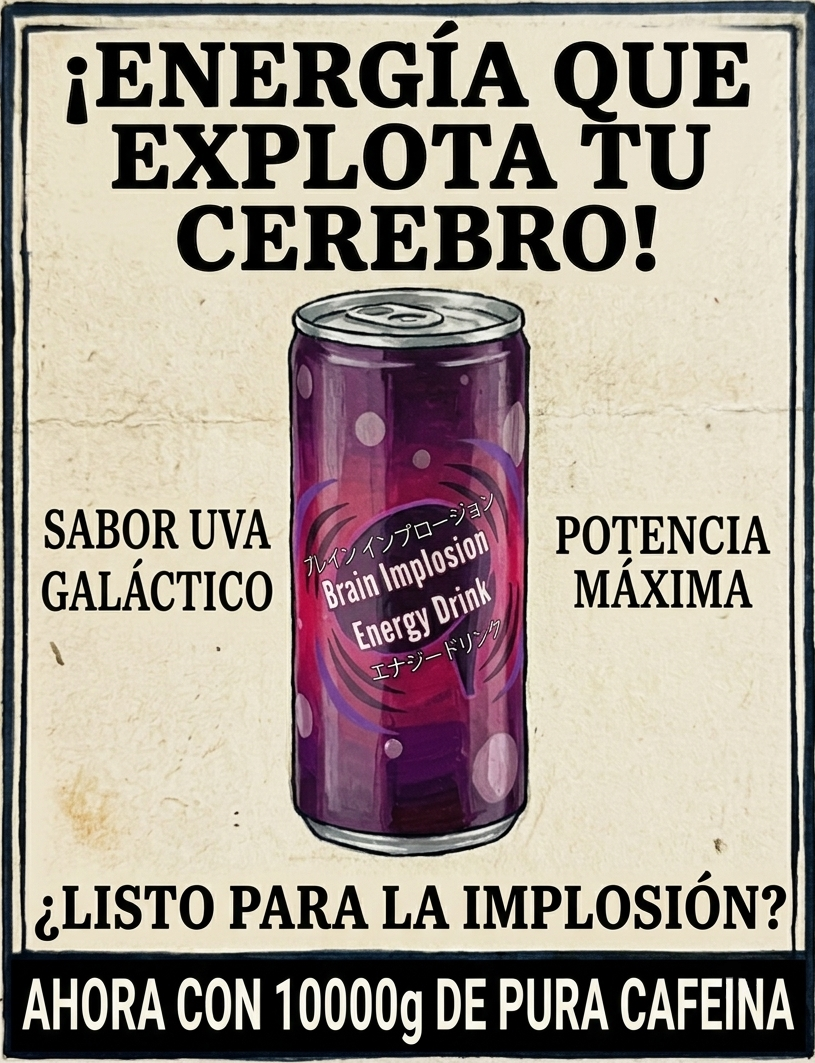 ¡ENERGÍA QUE
EXPLOTA TU
CEREBRO!
SABOR UVA
GALÁCTICO
ブレイン インプロージョン
Brain Implosion
Energy Drink
エナジードリンク
POTENCIA
MÁXIMA
¿LISTO PARA LA IMPLOSIÓN?
AHORA CON 10000g DE PURA CAFEINA